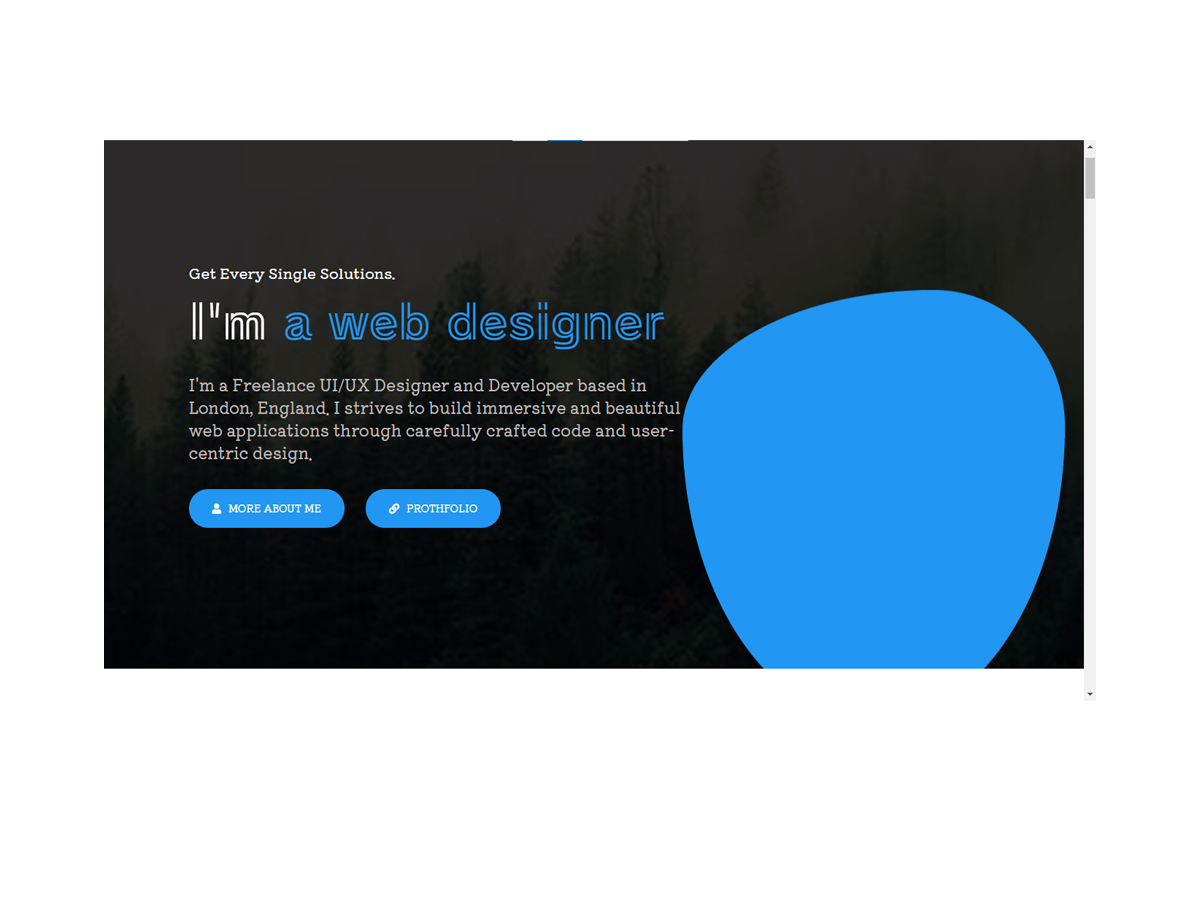 Get Every Single Solutions.
I'm a web designer
I'm a Freelance UI/UX Designer and Developer based in
London, England. I strives to build immersive and beautiful
web applications through carefully crafted code and user-
centric design.
MORE ABOUT ME
PROTHFOLIO